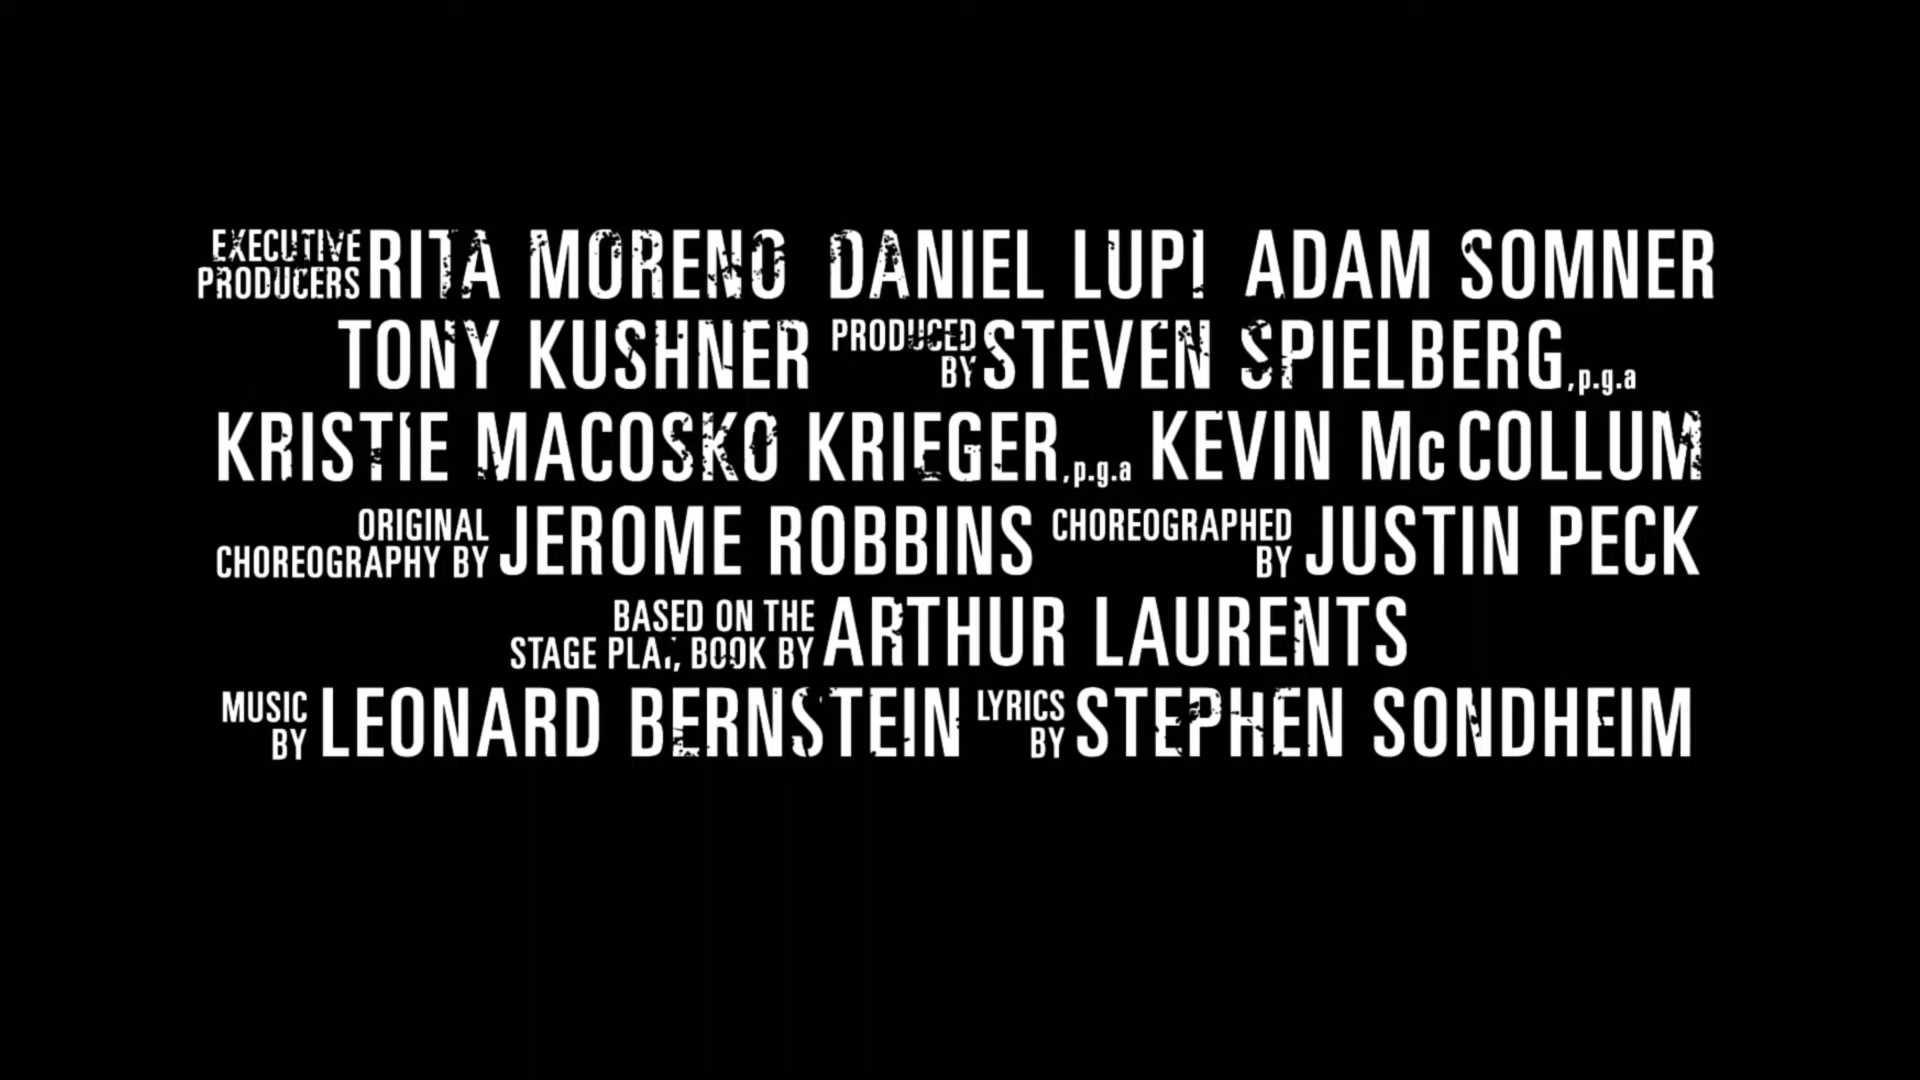 EXECUTIVE PRODUCERS RITA MORENO DANIEL LUPI ADAM SOMNER
TONY KUSHNER PRODUCED BY STEVEN SPIELBERG, p.g.a
KRISTIE MACOSKO KRIEGER, p.g.a KEVIN McCOLLUM
ORIGINAL CHOREOGRAPHY BY JEROME ROBBINS CHOREOGRAPHED BY JUSTIN PECK
BASED ON THE STAGE PLAY, BOOK BY ARTHUR LAURENTS
MUSIC BY LEONARD BERNSTEIN LYRICS BY STEPHEN SONDHEIM